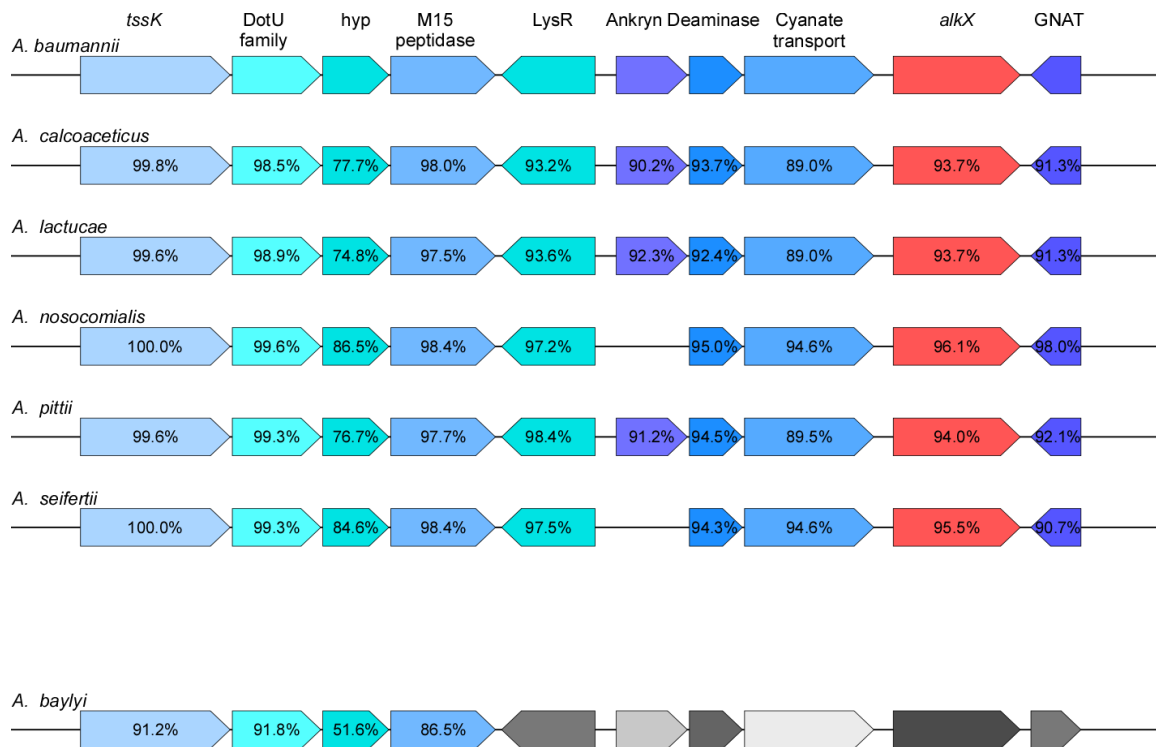 tssK DotU hyp M15 LysR Ankryn Deaminase Cyanate alkX GNAT
family peptidase transport
A. baumannii
A. calcoaceticus
99.8% 98.5% 77.7% 98.0% 93.2% 90.2% 93.7% 89.0% 93.7% 91.3%
A. lactucae
99.6% 98.9% 74.8% 97.5% 93.6% 92.3% 92.4% 89.0% 93.7% 91.3%
A. nosocomialis
100.0% 99.6% 86.5% 98.4% 97.2% 95.0% 94.6% 96.1% 98.0%
A. pittii
99.6% 99.3% 76.7% 97.7% 98.4% 91.2% 94.5% 89.5% 94.0% 92.1%
A. seifertii
100.0% 99.3% 84.6% 98.4% 97.5% 94.3% 94.6% 95.5% 90.7%
A. baylyi
91.2% 91.8% 51.6% 86.5%